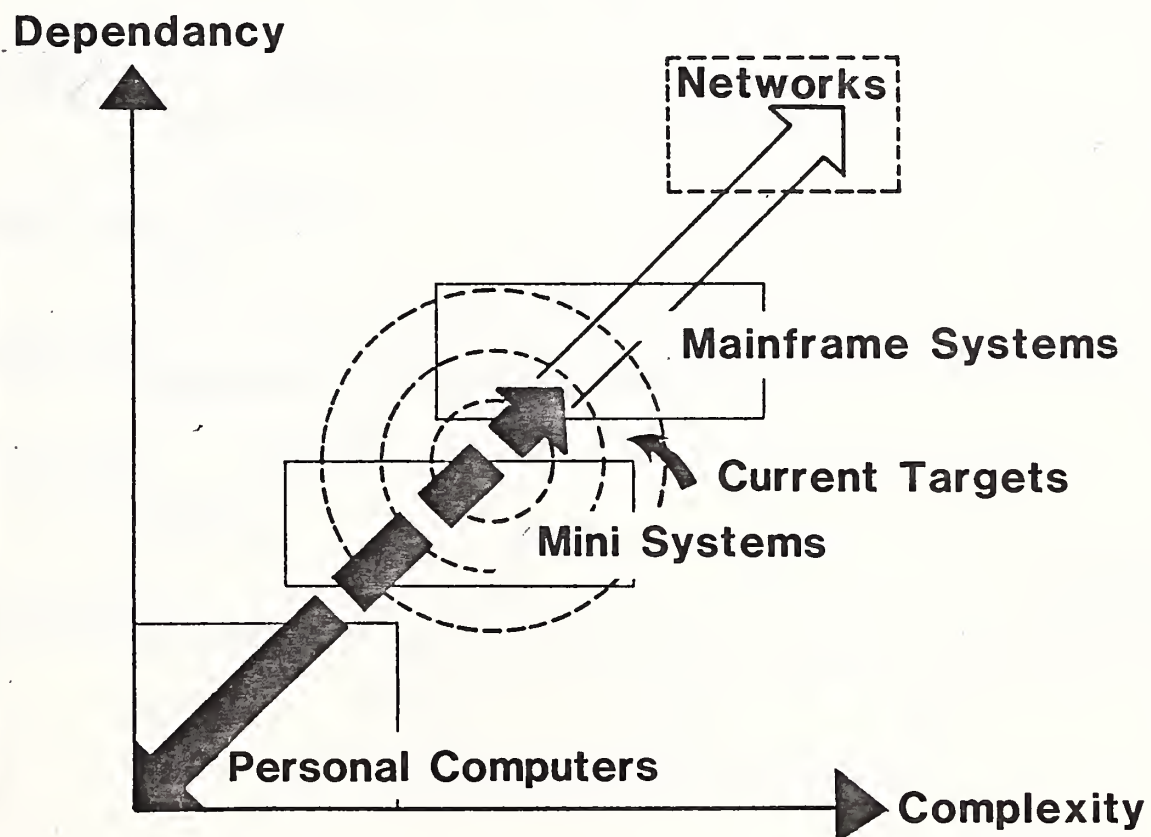 Dependancy
Networks
Mainframe Systems
Current Targets
Mini Systems
Personal Computers
Complexity